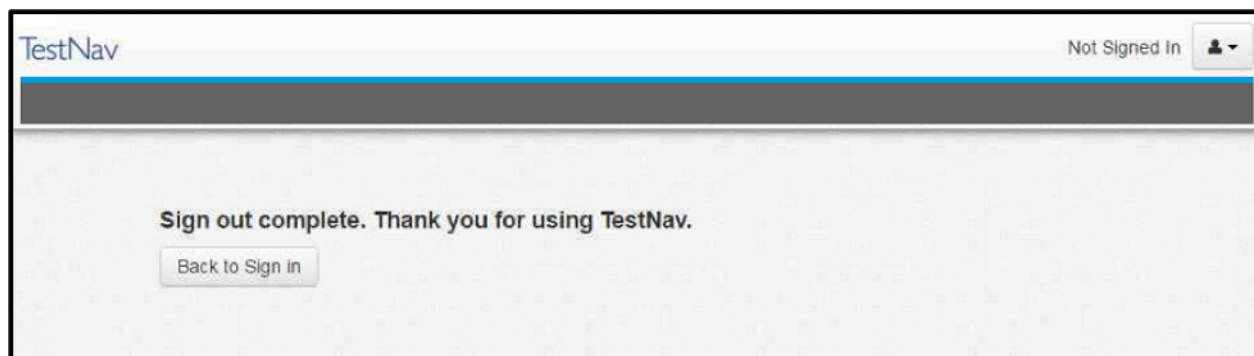 TestNav
Not Signed In
Sign out complete. Thank you for using TestNav.
Back to Sign in